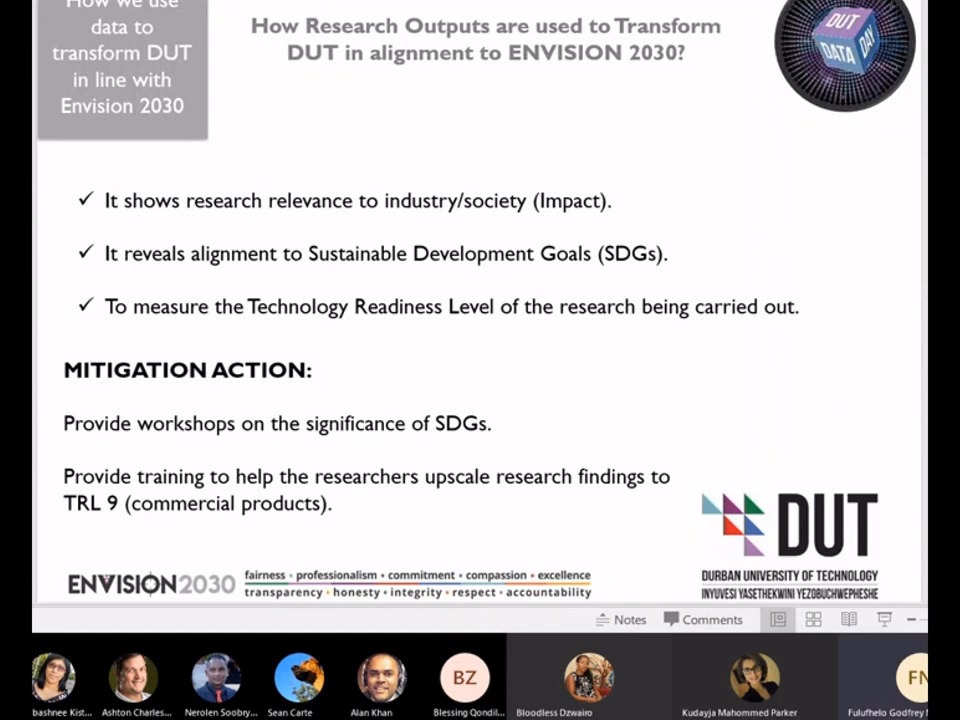 How we use
data to
transform DUT
in line with
Envision 2030
How Research Outputs are used to Transform
DUT in alignment to ENVISION 2030?
DUT
DATA DAY
✓ It shows research relevance to industry/society (Impact).
✓ It reveals alignment to Sustainable Development Goals (SDGs).
✓ To measure the Technology Readiness Level of the research being carried out.
MITIGATION ACTION:
Provide workshops on the significance of SDGs.
Provide training to help the researchers upscale research findings to
TRL 9 (commercial products).
DUT
DURBAN UNIVERSITY OF TECHNOLOGY
INYUVESI YASETHEKWINI YEZOBUCHWEPHESHE
ENVISION2030
fairness • professionalism • commitment • compassion • excellence
transparency • honesty • integrity • respect • accountability
Notes
Comments
BZ
FN
bashnee Kist...
Ashton Charles...
Nerolen Soobry...
Sean Carte
Alan Khan
Blessing Qondil...
Bloodless Dzwairo
Kudayja Mahommed Parker
Fulufhelo Godfrey